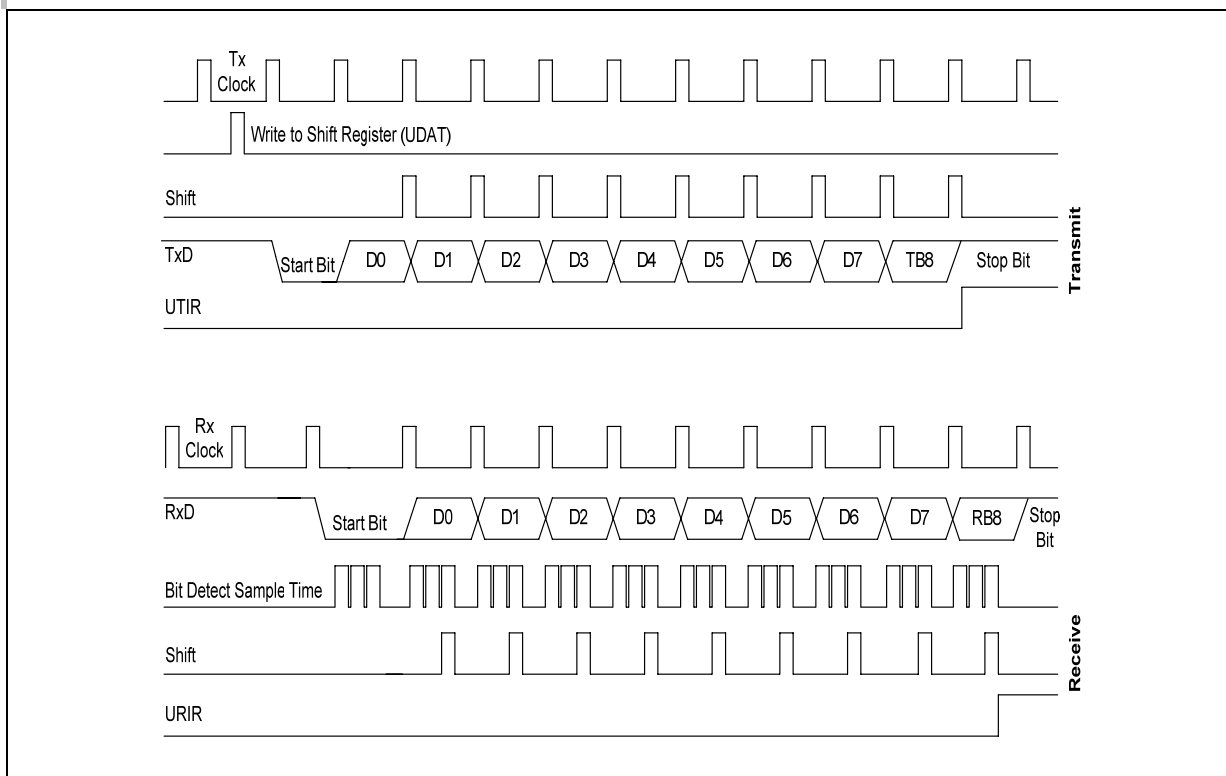 Tx
Clock
Write to Shift Register (UDAT)
Shift
TxD
Start Bit D0 D1 D2 D3 D4 D5 D6 D7 TB8 Stop Bit
UTIR
Transmit
Rx
Clock
RxD
Start Bit D0 D1 D2 D3 D4 D5 D6 D7 RB8 Stop
Bit
Bit Detect Sample Time
Shift
URIR
Receive